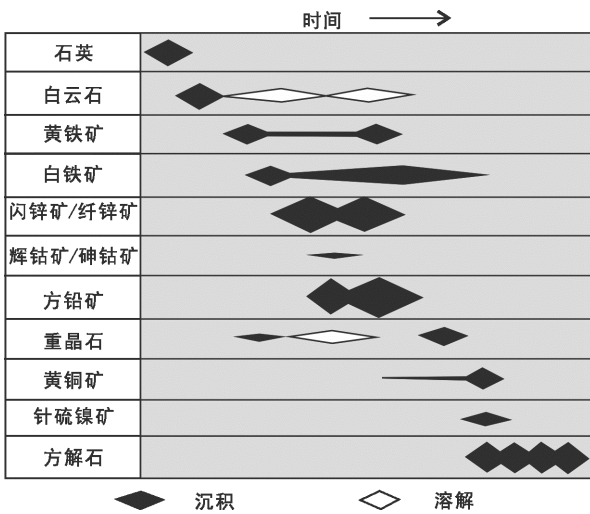 时间
石英
白云石
黄铁矿
白铁矿
闪锌矿/纤锌矿
辉钴矿/砷钴矿
方铅矿
重晶石
黄铜矿
针硫镍矿
方解石
沉积 溶解